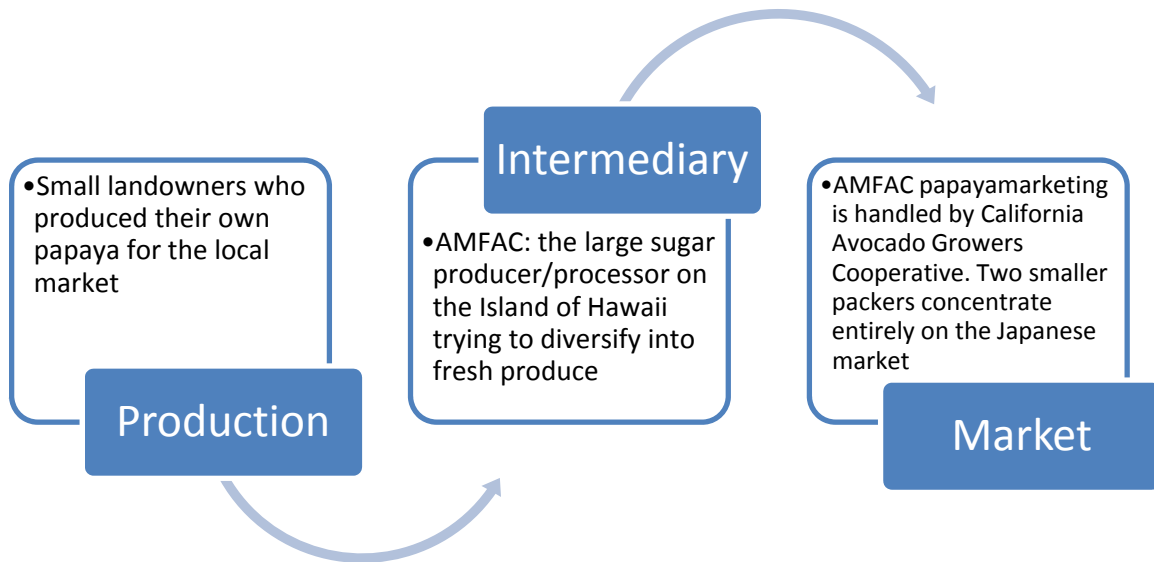 •Small landowners who
produced their own
papaya for the local
market
Production
Intermediary
•AMFAC: the large sugar
producer/processor on
the Island of Hawaii
trying to diversify into
fresh produce
•AMFAC papayamarketing
is handled by California
Avocado Growers
Cooperative. Two smaller
packers concentrate
entirely on the Japanese
market
Market